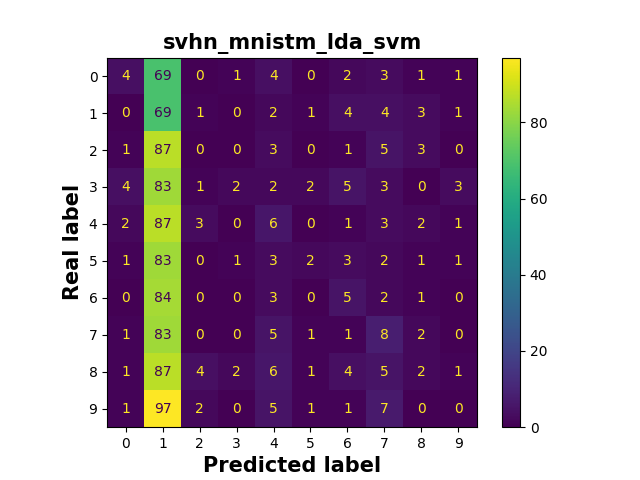 svhn_mnistm_lda_svm
0 4 69 0 1 4 0 2 3 1 1
1 0 69 1 0 2 1 4 4 3 1
2 1 87 0 0 3 0 1 5 3 0
3 4 83 1 2 2 2 5 3 0 3
4 2 87 3 0 6 0 1 3 2 1
5 1 83 0 1 3 2 3 2 1 1
6 0 84 0 0 3 0 5 2 1 0
7 1 83 0 0 5 1 1 8 2 0
8 1 87 4 2 6 1 4 5 2 1
9 1 97 2 0 5 1 1 7 0 0
0 1 2 3 4 5 6 7 8 9
Predicted label
Real label
80
60
40
20
0